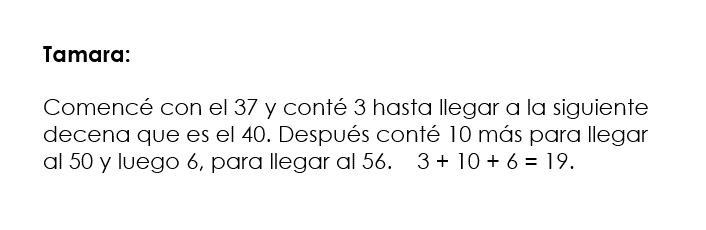 Tamara:
Comencé con el 37 y conté 3 hasta llegar a la siguiente
decena que es el 40. Después conté 10 más para llegar
al 50 y luego 6, para llegar al 56.    3 + 10 + 6 = 19.